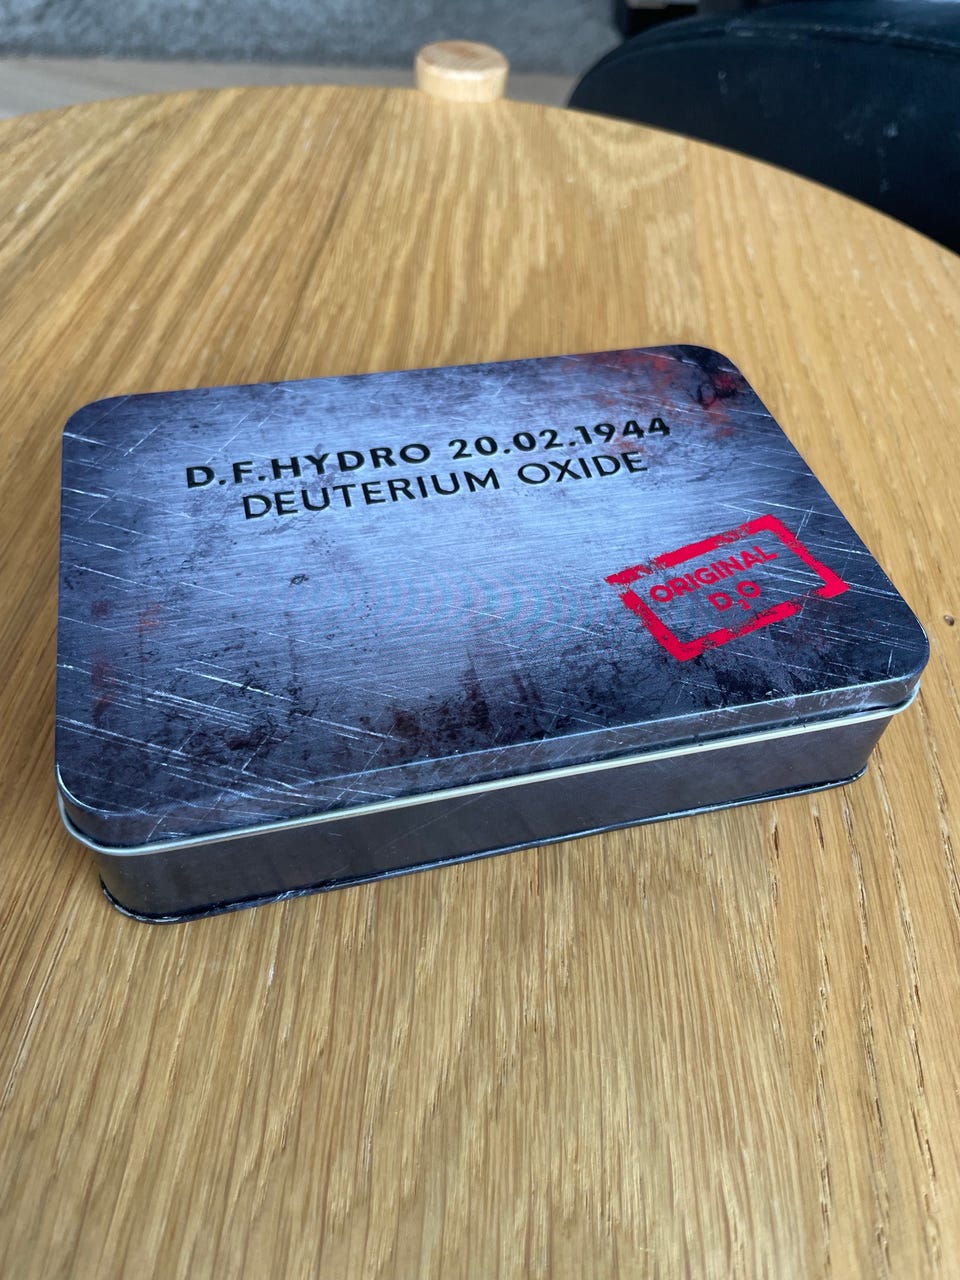 D.F.HYDRO 20.02.1944
DEUTERIUM OXIDE
ORIGINAL
D₂O